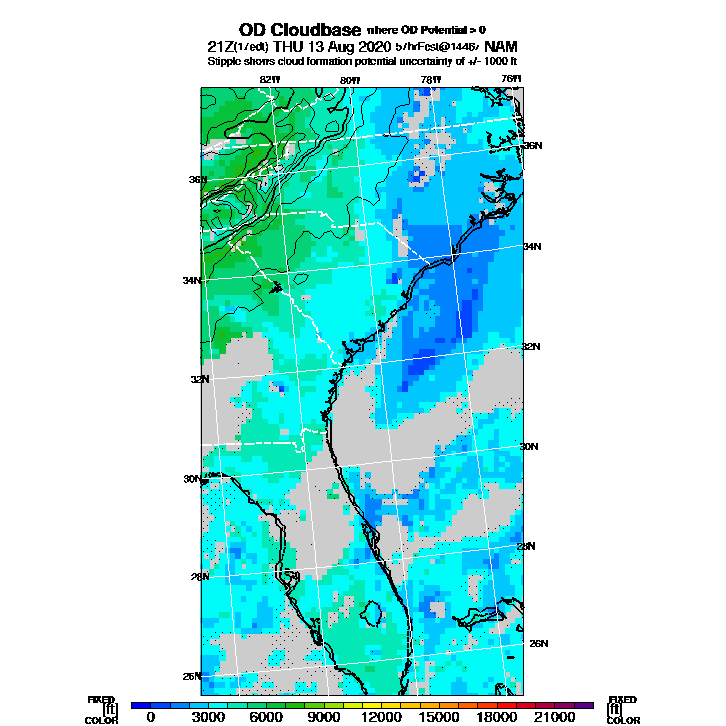 OD Cloudbase where OD Potential > 0
21Z(17edt) THU 13 Aug 2020 57hrFcst@1446z NAM
Stipple shows cloud formation potential uncertainty of +/- 1000 ft
82W 80W 78W 76W
36N
36N
34N
34N
32N
32N
30N
30N
28N
28N
26N
26N
FIXED FIXED
[ft] [ft]
COLOR COLOR
0 3000 6000 9000 12000 15000 18000 21000